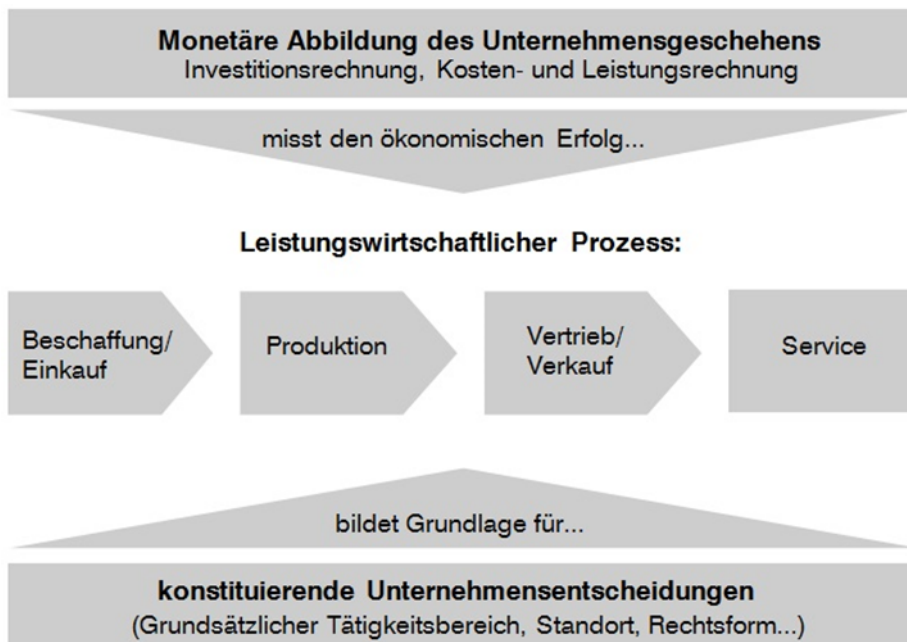 Monetäre Abbildung des Unternehmensgeschehens
Investitionsrechnung, Kosten- und Leistungsrechnung
misst den ökonomischen Erfolg...
Leistungswirtschaftlicher Prozess:
Beschaffung/
Einkauf
Produktion
Vertrieb/
Verkauf
Service
bildet Grundlage für...
konstituierende Unternehmensentscheidungen
(Grundsätzlicher Tätigkeitsbereich, Standort, Rechtsform...)